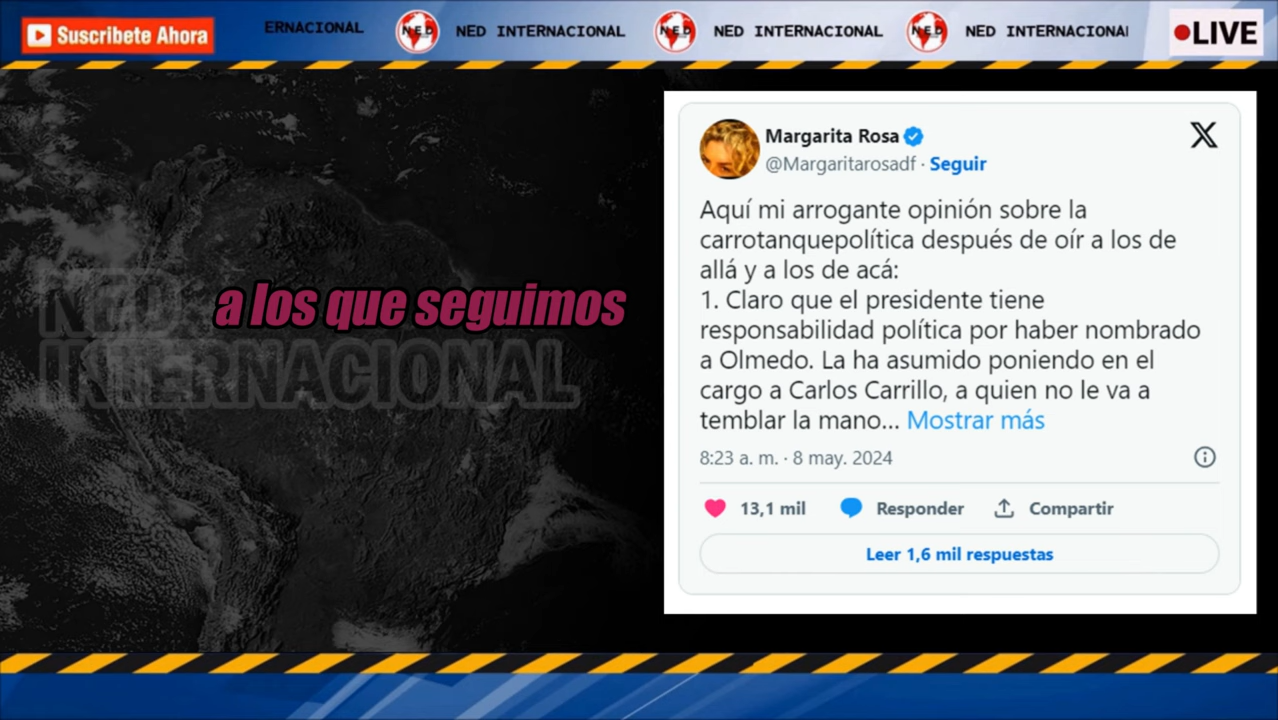 Suscribete Ahora
ERNACIONAL
NED
NED INTERNACIONAL
NED
NED INTERNACIONAL
NED
NED INTERNACIONA
LIVE
NED
INTERNACIONAL
a los que seguimos
Margarita Rosa
@Margaritarosadf · Seguir
Aquí mi arrogante opinión sobre la
carrotanquepolítica después de oír a los de
allá y a los de acá:
1. Claro que el presidente tiene
responsabilidad política por haber nombrado
a Olmedo. La ha asumido poniendo en el
cargo a Carlos Carrillo, a quien no le va a
temblar la mano... Mostrar más
8:23 a. m. · 8 may. 2024
13,1 mil Responder Compartir
Leer 1,6 mil respuestas